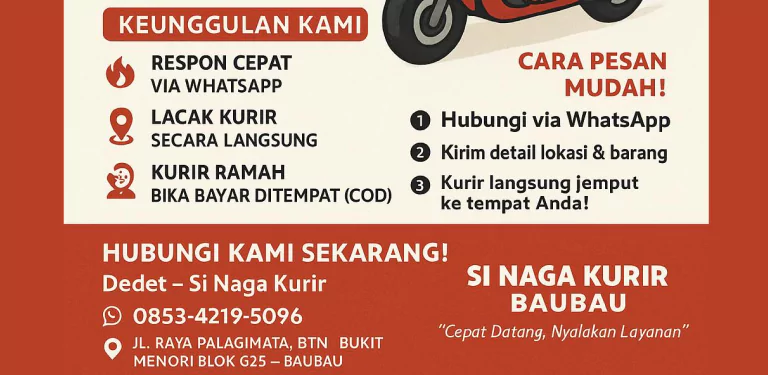 KEUNGGULAN KAMI
RESPON CEPAT
VIA WHATSAPP
LACAK KURIR
SECARA LANGSUNG
KURIR RAMAH
BIKA BAYAR DITEMPAT (COD)
CARA PESAN
MUDAH!
1 Hubungi via WhatsApp
2 Kirim detail lokasi & barang
3 Kurir langsung jemput
ke tempat Anda!
HUBUNGI KAMI SEKARANG!
Dedet – Si Naga Kurir
0853-4219-5096
JL. RAYA PALAGIMATA, BTN BUKIT
MENORI BLOK G25 – BAUBAU
SI NAGA KURIR
BAUBAU
"Cepat Datang, Nyalakan Layanan"